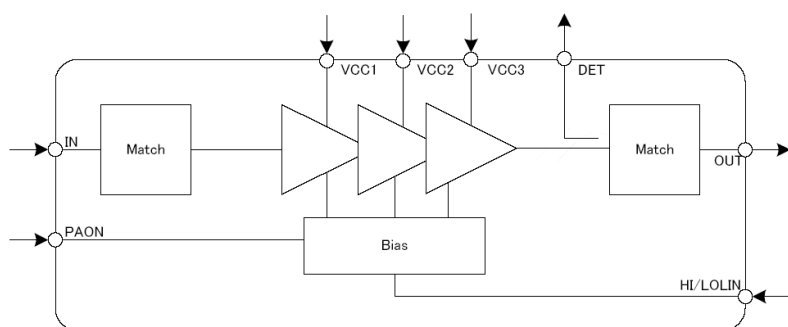 VCC1
VCC2
VCC3
DET
IN
Match
Match
OUT
PAON
Bias
HI/LOLIN